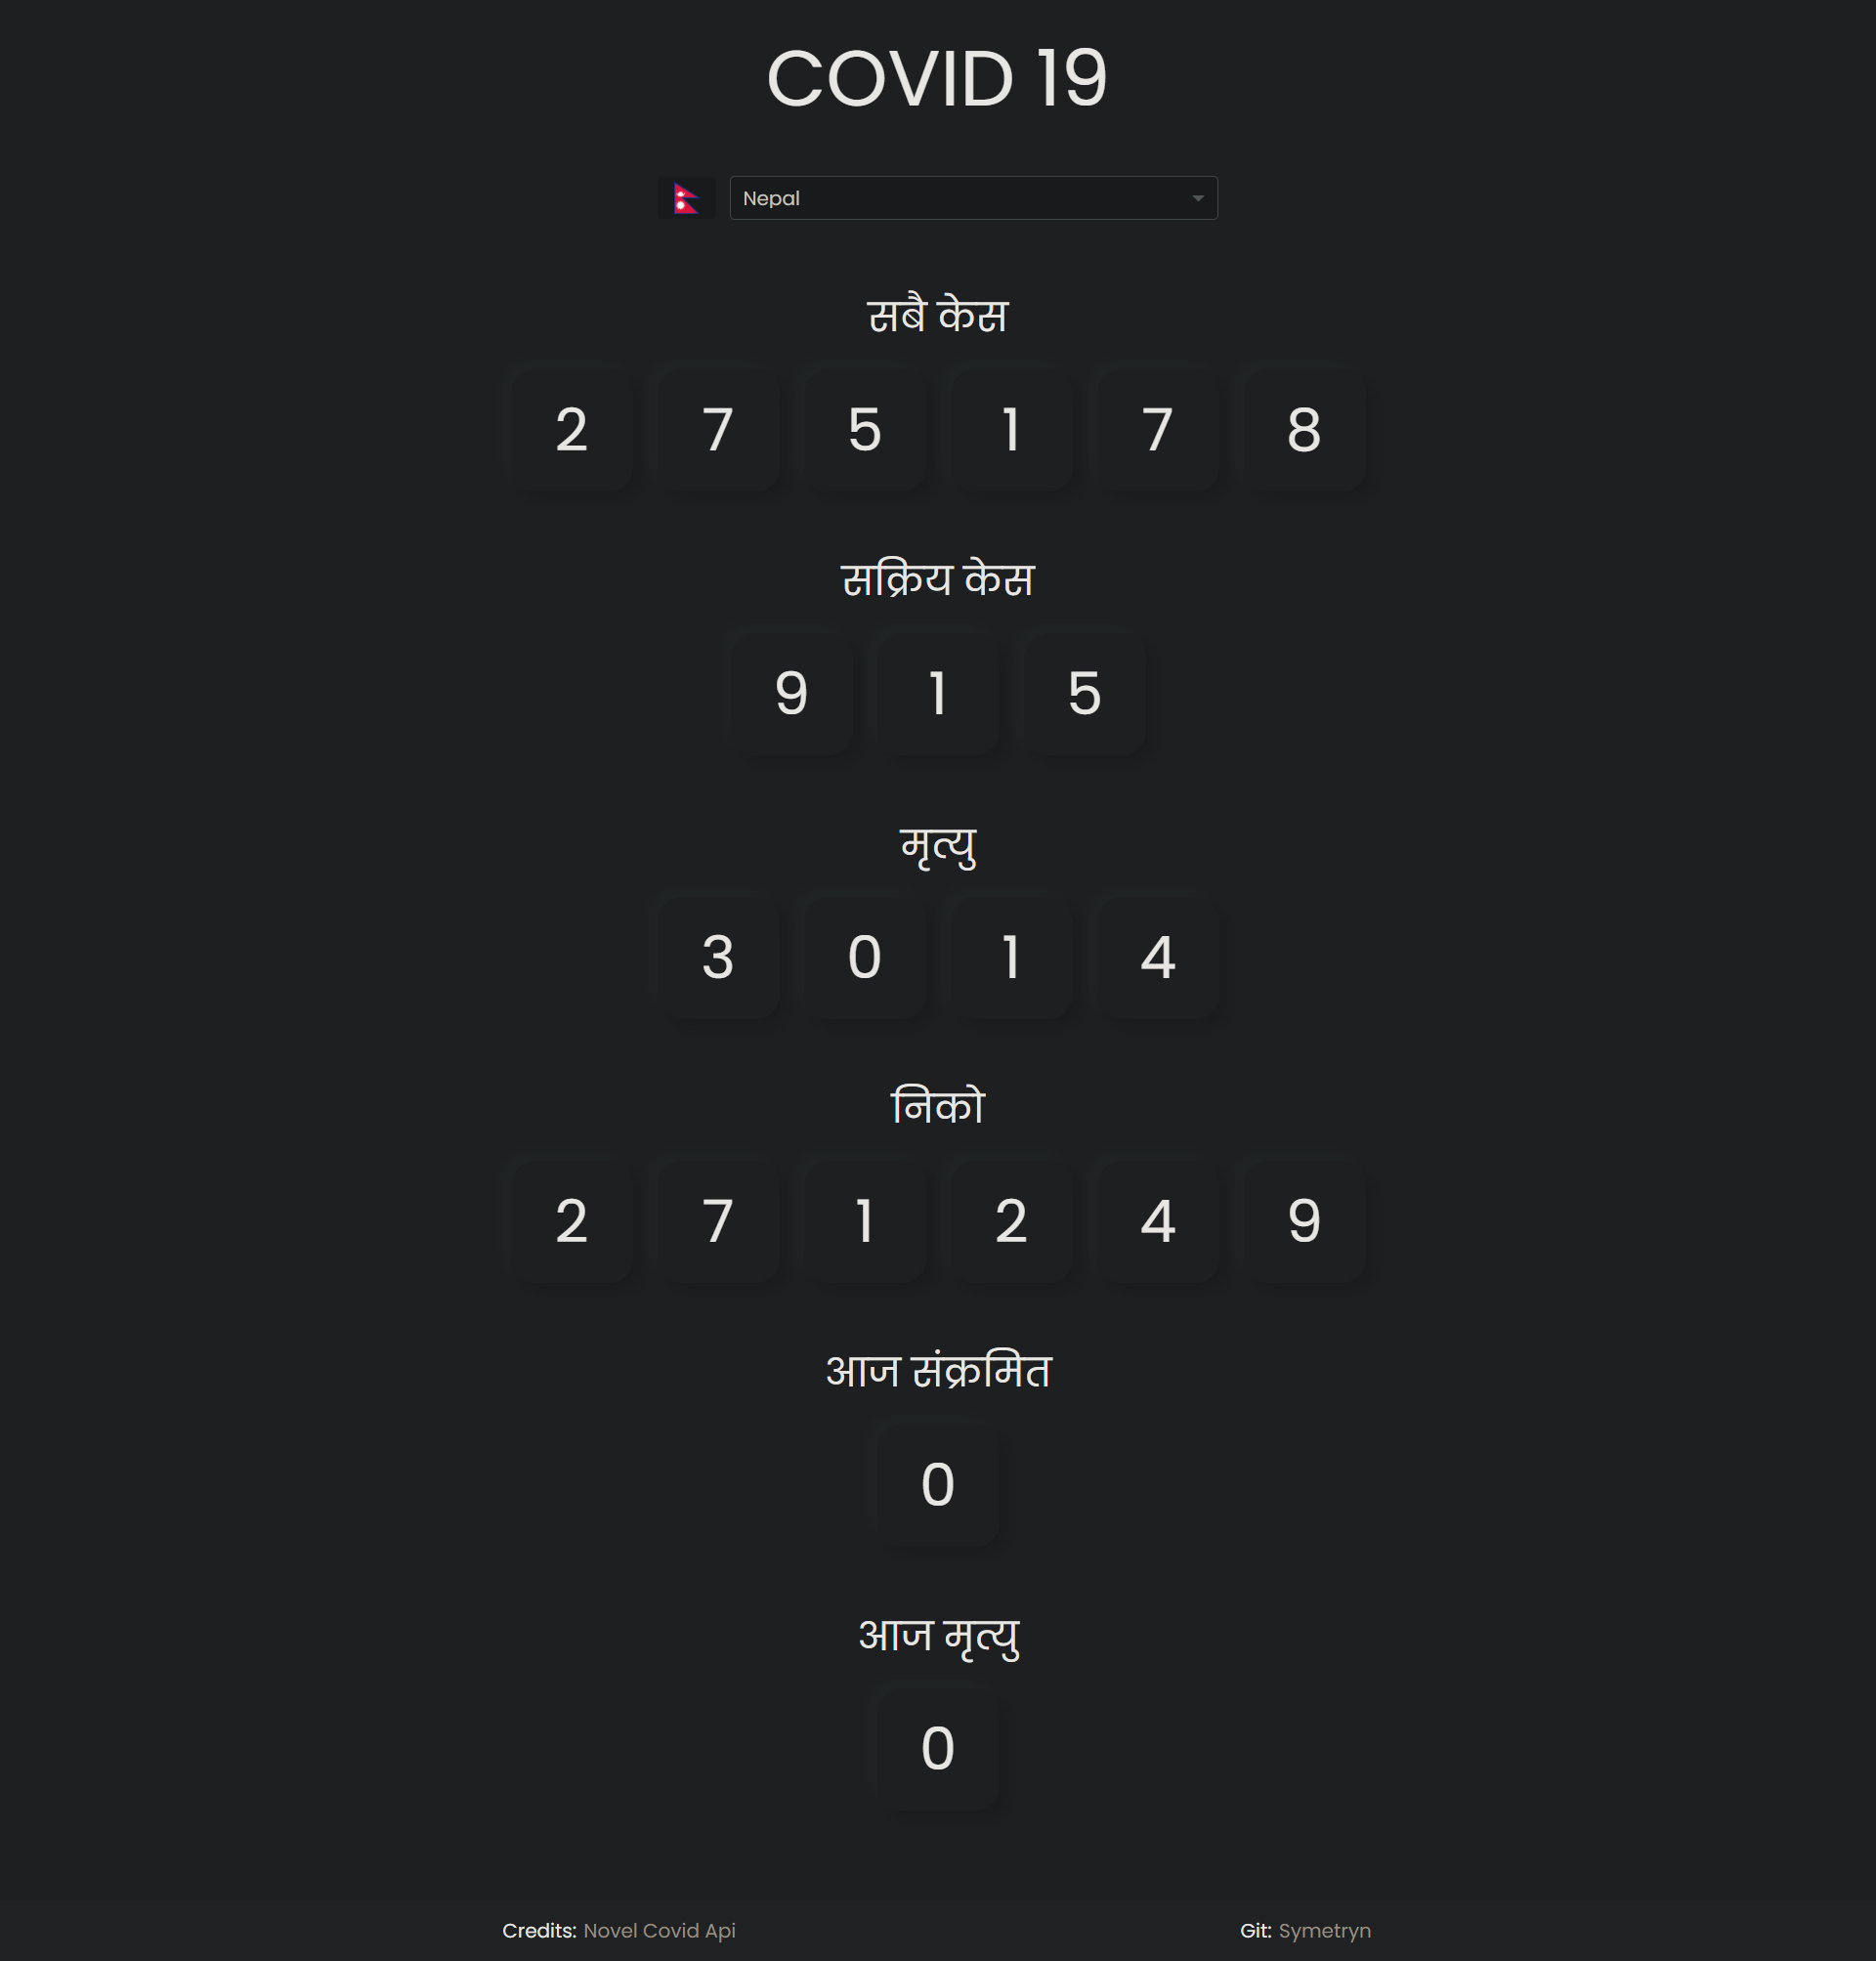 COVID 19
Nepal
सबै केस
2 7 5 1 7 8
सक्रिय केस
9 1 5
मृत्यु
3 0 1 4
निको
2 7 1 2 4 9
आज संक्रमित
0
आज मृत्यु
0
Credits: Novel Covid Api Git: Symetryn